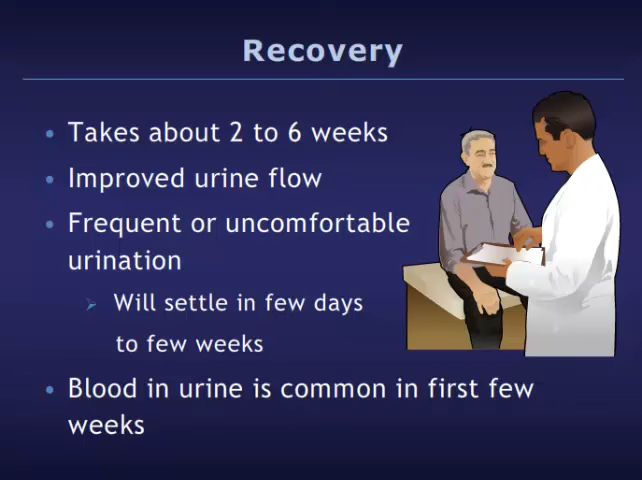 Recovery
• Takes about 2 to 6 weeks
• Improved urine flow
• Frequent or uncomfortable
urination
➢ Will settle in few days
to few weeks
• Blood in urine is common in first few
weeks